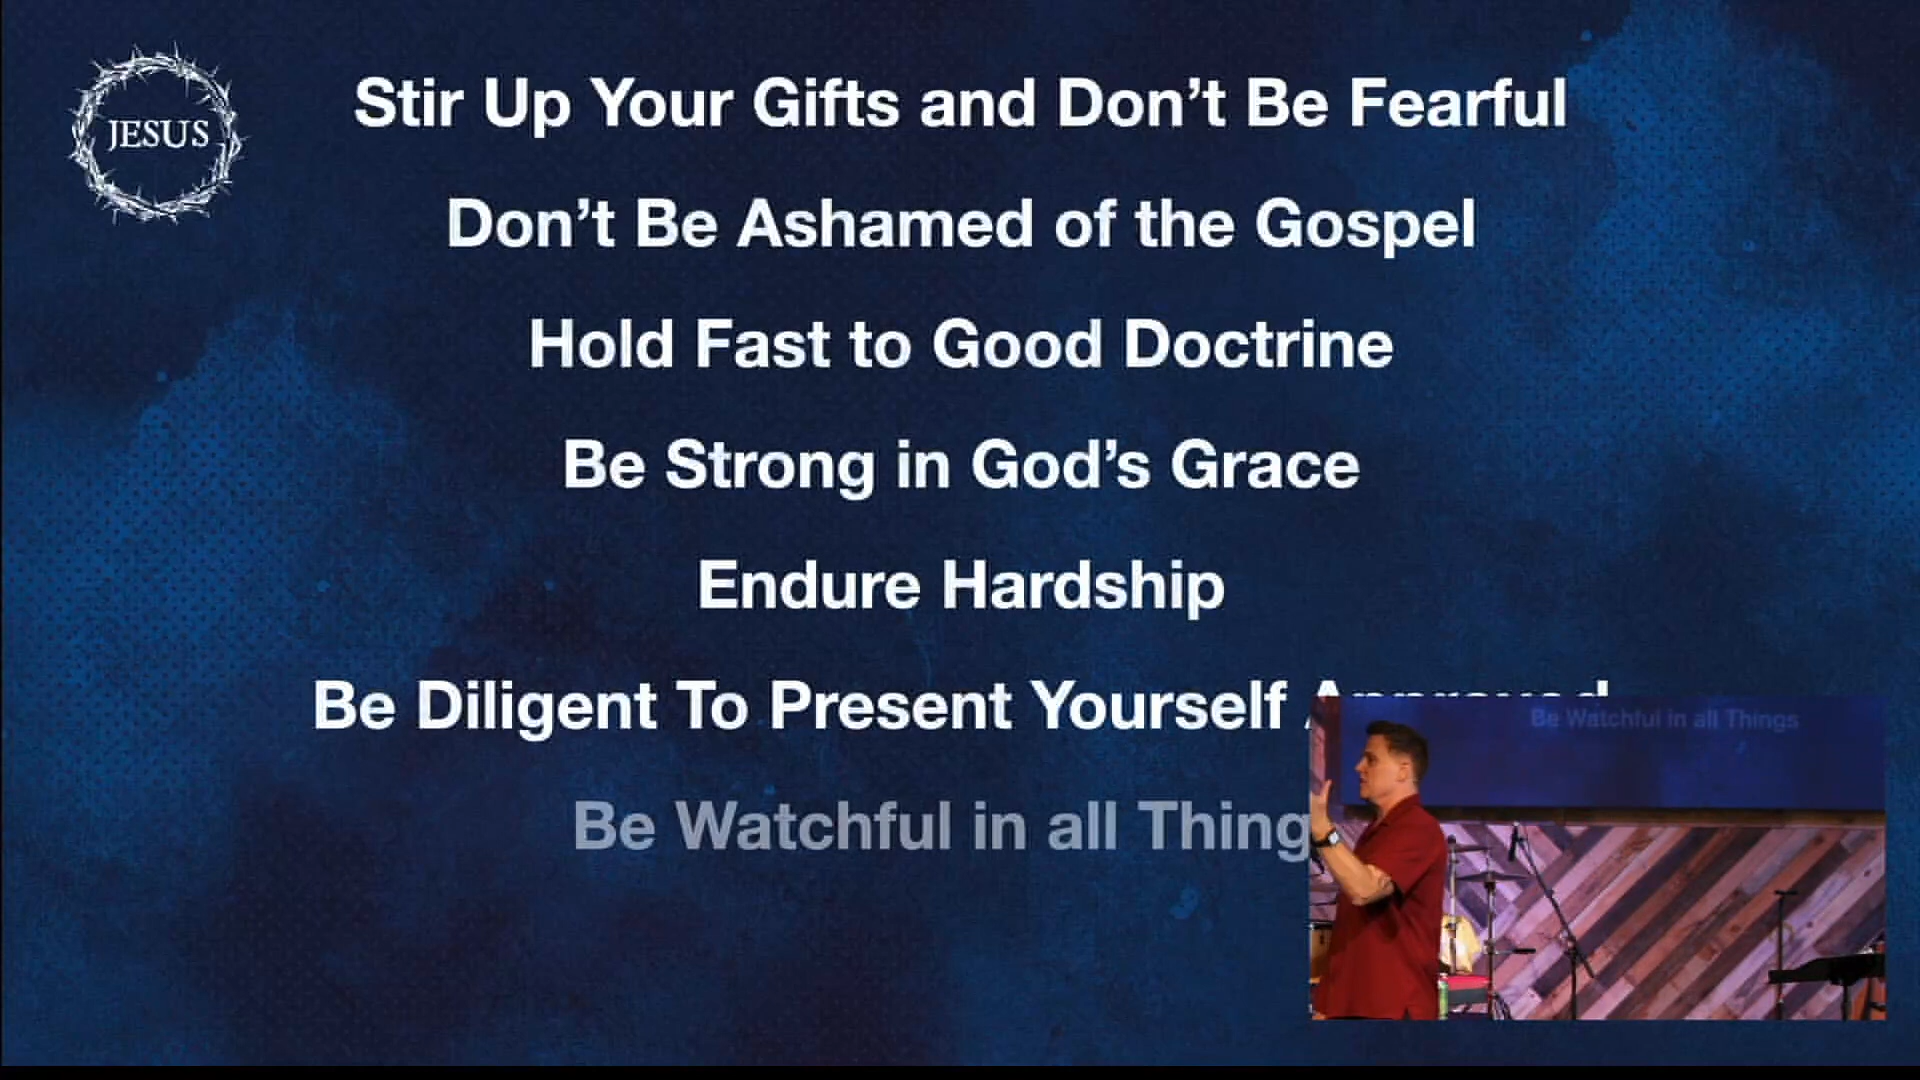 JESUS
Stir Up Your Gifts and Don’t Be Fearful
Don’t Be Ashamed of the Gospel
Hold Fast to Good Doctrine
Be Strong in God’s Grace
Endure Hardship
Be Diligent To Present Yourself Approved
Be Watchful in all Thing
Be Watchful in all Things